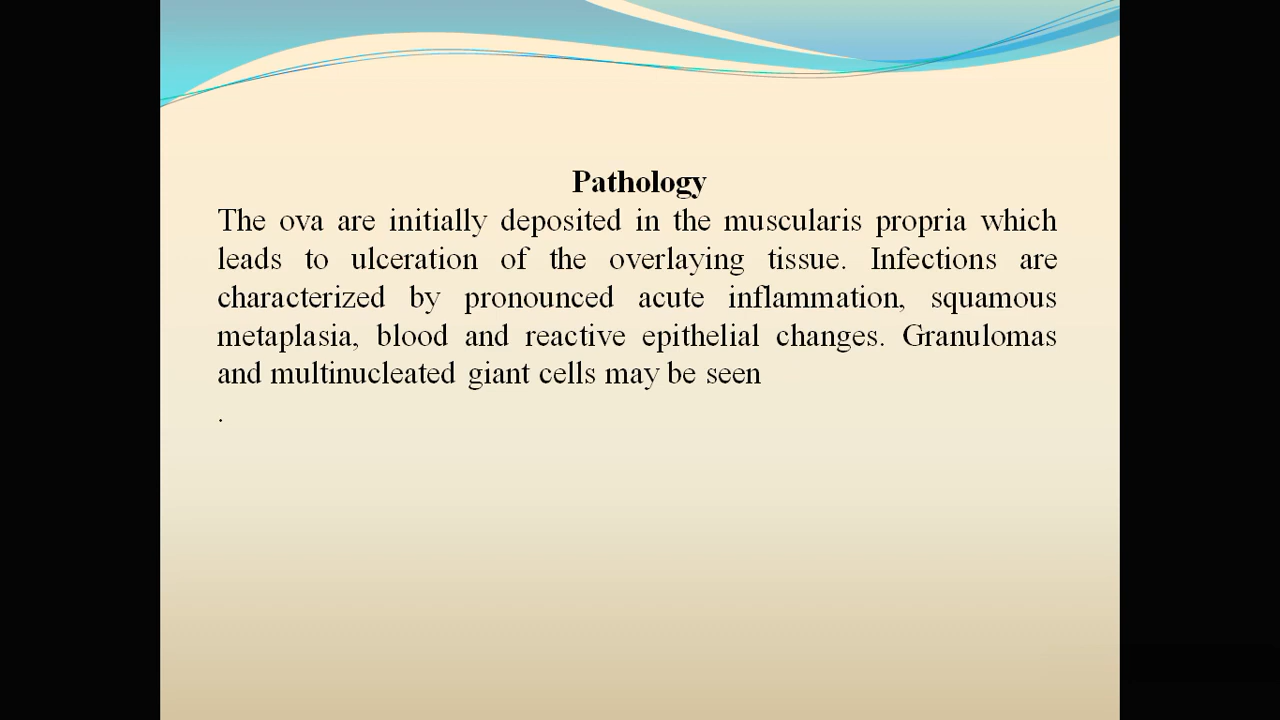 Pathology
The ova are initially deposited in the muscularis propria which
leads to ulceration of the overlaying tissue. Infections are
characterized by pronounced acute inflammation, squamous
metaplasia, blood and reactive epithelial changes. Granulomas
and multinucleated giant cells may be seen
.